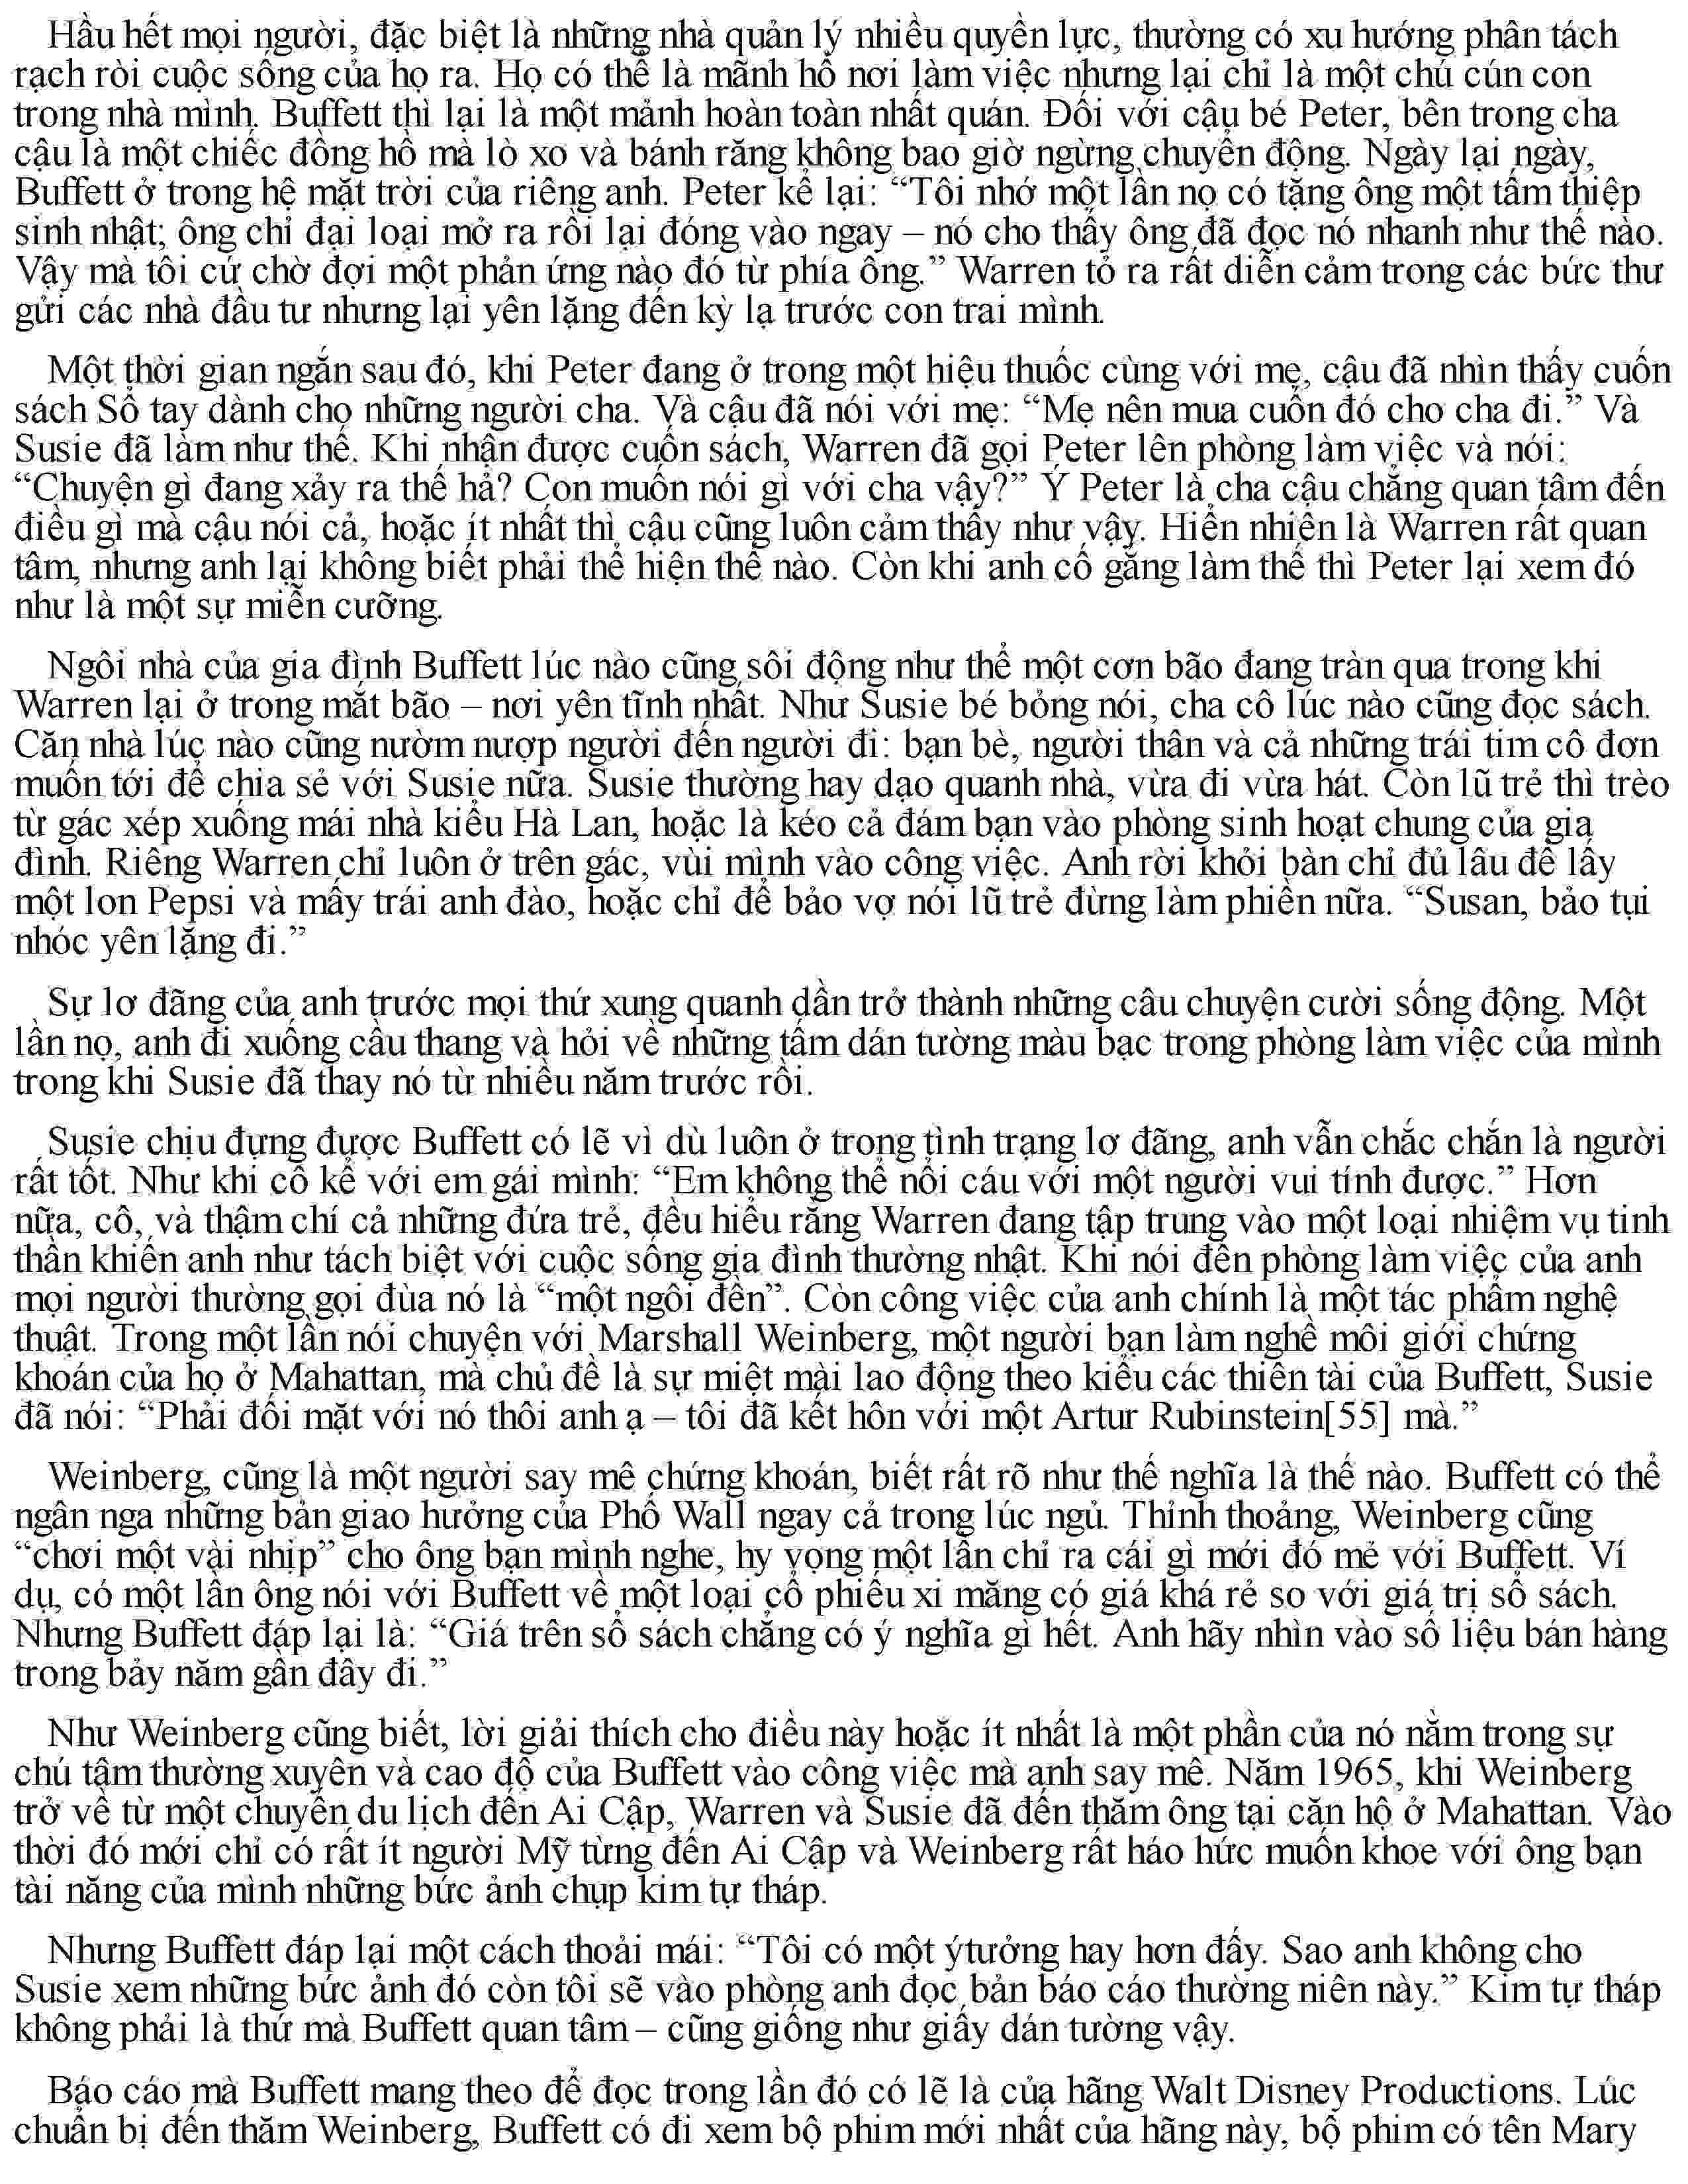 Hầu hết mọi người, đặc biệt là những nhà quản lý nhiều quyền lực, thường có xu hướng phân tách
rạch ròi cuộc sống của họ ra. Họ có thể là mãnh hổ nơi làm việc nhưng lại chỉ là một chú cún con
trong nhà mình. Buffett thì lại là một mảnh hoàn toàn nhất quán. Đối với cậu bé Peter, bên trong cha
cậu là một chiếc đồng hồ mà lò xo và bánh răng không bao giờ ngừng chuyển động. Ngày lại ngày,
Buffett ở trong hệ mặt trời của riêng anh. Peter kể lại: “Tôi nhớ một lần nọ có tặng ông một tấm thiệp
sinh nhật; ông chỉ đại loại mở ra rồi lại đóng vào ngay – nó cho thấy ông đã đọc nó nhanh như thế nào.
Vậy mà tôi cứ chờ đợi một phản ứng nào đó từ phía ông.” Warren tỏ ra rất diễn cảm trong các bức thư
gửi các nhà đầu tư nhưng lại yên lặng đến kỳ lạ trước con trai mình.
Một thời gian ngắn sau đó, khi Peter đang ở trong một hiệu thuốc cùng với mẹ, cậu đã nhìn thấy cuốn
sách Sổ tay dành cho những người cha. Và cậu đã nói với mẹ: “Mẹ nên mua cuốn đó cho cha đi.” Và
Susie đã làm như thế. Khi nhận được cuốn sách, Warren đã gọi Peter lên phòng làm việc và nói:
“Chuyện gì đang xảy ra thế hả? Con muốn nói gì với cha vậy?” Ý Peter là cha cậu chẳng quan tâm đến
điều gì mà cậu nói cả, hoặc ít nhất thì cậu cũng luôn cảm thấy như vậy. Hiển nhiên là Warren rất quan
tâm, nhưng anh lại không biết phải thể hiện thế nào. Còn khi anh cố gắng làm thế thì Peter lại xem đó
như là một sự miễn cưỡng.
Ngôi nhà của gia đình Buffett lúc nào cũng sôi động như thể một cơn bão đang tràn qua trong khi
Warren lại ở trong mắt bão – nơi yên tĩnh nhất. Như Susie bé bỏng nói, cha cô lúc nào cũng đọc sách.
Căn nhà lúc nào cũng nườm nượp người đến người đi: bạn bè, người thân và cả những trái tim cô đơn
muốn tới để chia sẻ với Susie nữa. Susie thường hay dạo quanh nhà, vừa đi vừa hát. Còn lũ trẻ thì trèo
từ gác xép xuống mái nhà kiểu Hà Lan, hoặc là kéo cả đám bạn vào phòng sinh hoạt chung của gia
đình. Riêng Warren chỉ luôn ở trên gác, vùi mình vào công việc. Anh rời khỏi bàn chỉ đủ lâu để lấy
một lon Pepsi và mấy trái anh đào, hoặc chỉ để bảo vợ nói lũ trẻ đừng làm phiền nữa. “Susan, bảo tụi
nhóc yên lặng đi.”
Sự lơ đãng của anh trước mọi thứ xung quanh dần trở thành những câu chuyện cười sống động. Một
lần nọ, anh đi xuống cầu thang và hỏi về những tấm dán tường màu bạc trong phòng làm việc của mình
trong khi Susie đã thay nó từ nhiều năm trước rồi.
Susie chịu đựng được Buffett có lẽ vì dù luôn ở trong tình trạng lơ đãng, anh vẫn chắc chắn là người
rất tốt. Như khi cô kể với em gái mình: “Em không thể nổi cáu với một người vui tính được.” Hơn
nữa, cô, và thậm chí cả những đứa trẻ, đều hiểu rằng Warren đang tập trung vào một loại nhiệm vụ tinh
thần khiến anh như tách biệt với cuộc sống gia đình thường nhật. Khi nói đến phòng làm việc của anh
mọi người thường gọi đùa nó là “một ngôi đền”. Còn công việc của anh chính là một tác phẩm nghệ
thuật. Trong một lần nói chuyện với Marshall Weinberg, một người bạn làm nghề môi giới chứng
khoán của họ ở Mahattan, mà chủ đề là sự miệt mài lao động theo kiểu các thiên tài của Buffett, Susie
đã nói: “Phải đối mặt với nó thôi anh ạ – tôi đã kết hôn với một Artur Rubinstein[55] mà.”
Weinberg, cũng là một người say mê chứng khoán, biết rất rõ như thế nghĩa là thế nào. Buffett có thể
ngân nga những bản giao hưởng của Phố Wall ngay cả trong lúc ngủ. Thỉnh thoảng, Weinberg cũng
“chơi một vài nhịp” cho ông bạn mình nghe, hy vọng một lần chỉ ra cái gì mới đó mẻ với Buffett. Ví
dụ, có một lần ông nói với Buffett về một loại cổ phiếu xi măng có giá khá rẻ so với giá trị sổ sách.
Nhưng Buffett đáp lại là: “Giá trên sổ sách chẳng có ý nghĩa gì hết. Anh hãy nhìn vào số liệu bán hàng
trong bảy năm gần đây đi.”
Như Weinberg cũng biết, lời giải thích cho điều này hoặc ít nhất là một phần của nó nằm trong sự
chú tâm thường xuyên và cao độ của Buffett vào công việc mà anh say mê. Năm 1965, khi Weinberg
trở về từ một chuyến du lịch đến Ai Cập, Warren và Susie đã đến thăm ông tại căn hộ ở Mahattan. Vào
thời đó mới chỉ có rất ít người Mỹ từng đến Ai Cập và Weinberg rất háo hức muốn khoe với ông bạn
tài năng của mình những bức ảnh chụp kim tự tháp.
Nhưng Buffett đáp lại một cách thoải mái: “Tôi có một ýtưởng hay hơn đấy. Sao anh không cho
Susie xem những bức ảnh đó còn tôi sẽ vào phòng anh đọc bản báo cáo thường niên này.” Kim tự tháp
không phải là thứ mà Buffett quan tâm – cũng giống như giấy dán tường vậy.
Báo cáo mà Buffett mang theo để đọc trong lần đó có lẽ là của hãng Walt Disney Productions. Lúc
chuẩn bị đến thăm Weinberg, Buffett có đi xem bộ phim mới nhất của hãng này, bộ phim có tên Mary